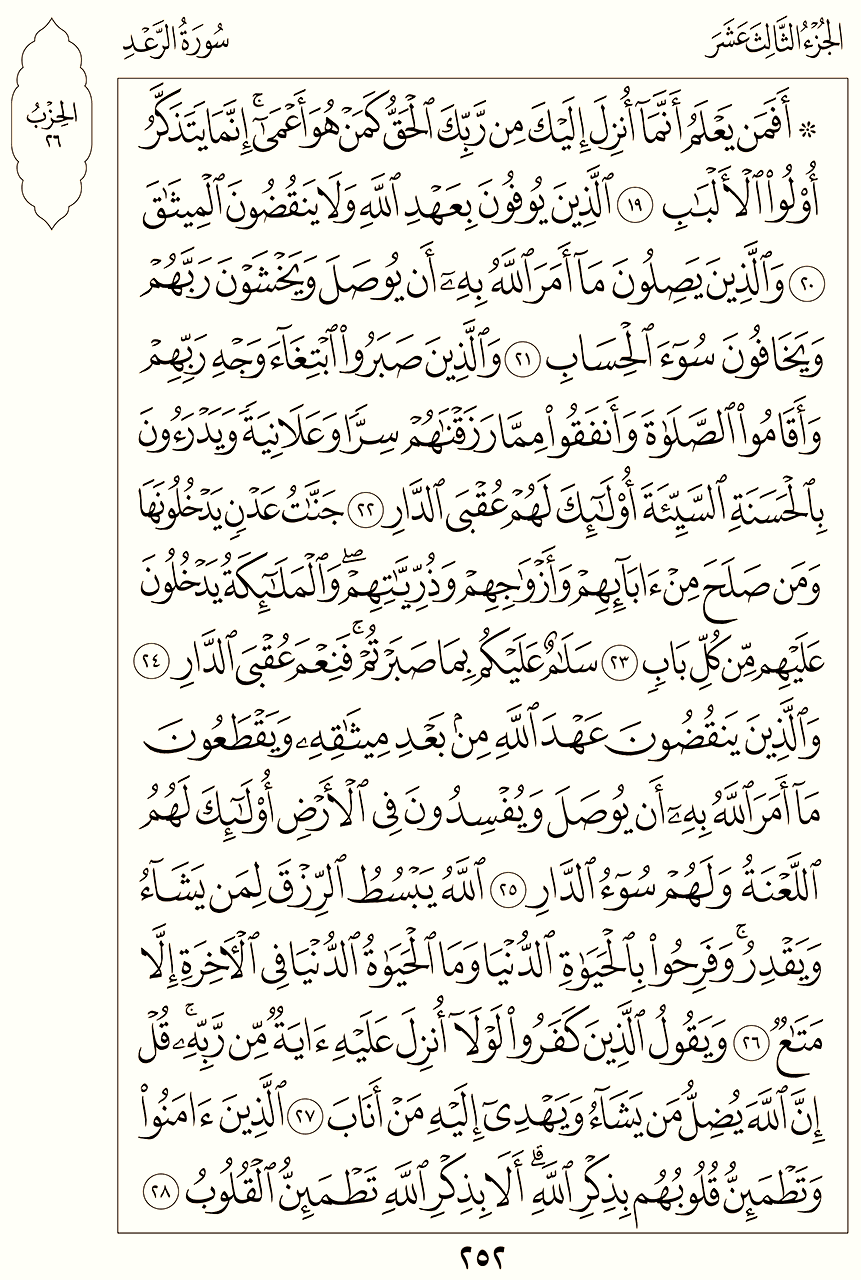 الجزء الثالث عشر
سورة الرعد
الحزب
٢٦
۞ أَفَمَن يَعْلَمُ أَنَّمَآ أُنزِلَ إِلَيْكَ مِن رَّبِّكَ ٱلْحَقُّ كَمَنْ هُوَ أَعْمَىٰٓ ۚ إِنَّمَا يَتَذَكَّرُ
أُو۟لُوا۟ ٱلْأَلْبَـٰبِ ١٩ ٱلَّذِينَ يُوفُونَ بِعَهْدِ ٱللَّهِ وَلَا يَنقُضُونَ ٱلْمِيثَـٰقَ
٢٠ وَٱلَّذِينَ يَصِلُونَ مَآ أَمَرَ ٱللَّهُ بِهِۦٓ أَن يُوصَلَ وَيَخْشَوْنَ رَبَّهُمْ
وَيَخَافُونَ سُوٓءَ ٱلْحِسَابِ ٢١ وَٱلَّذِينَ صَبَرُوا۟ ٱبْتِغَآءَ وَجْهِ رَبِّهِمْ
وَأَقَامُوا۟ ٱلصَّلَوٰةَ وَأَنفَقُوا۟ مِمَّا رَزَقْنَـٰهُمْ سِرًّا وَعَلَانِيَةً وَيَدْرَءُونَ
بِٱلْحَسَنَةِ ٱلسَّيِّئَةَ أُو۟لَـٰٓئِكَ لَهُمْ عُقْبَى ٱلدَّارِ ٢٢ جَنَّـٰتُ عَدْنٍ يَدْخُلُونَهَا
وَمَن صَلَحَ مِنْ ءَابَآئِهِمْ وَأَزْوَٰجِهِمْ وَذُرِّيَّـٰتِهِمْ ۖ وَٱلْمَلَـٰٓئِكَةُ يَدْخُلُونَ
عَلَيْهِم مِّن كُلِّ بَابٍ ٢٣ سَلَـٰمٌ عَلَيْكُم بِمَا صَبَرْتُمْ ۚ فَنِعْمَ عُقْبَى ٱلدَّارِ ٢٤
وَٱلَّذِينَ يَنقُضُونَ عَهْدَ ٱللَّهِ مِنۢ بَعْدِ مِيثَـٰقِهِۦ وَيَقْطَعُونَ
مَآ أَمَرَ ٱللَّهُ بِهِۦٓ أَن يُوصَلَ وَيُفْسِدُونَ فِى ٱلْأَرْضِ أُو۟لَـٰٓئِكَ لَهُمُ
ٱللَّعْنَةُ وَلَهُمْ سُوٓءُ ٱلدَّارِ ٢٥ ٱللَّهُ يَبْسُطُ ٱلرِّزْقَ لِمَن يَشَآءُ
وَيَقْدِرُ ۚ وَفَرِحُوا۟ بِٱلْحَيَوٰةِ ٱلدُّنْيَا وَمَا ٱلْحَيَوٰةُ ٱلدُّنْيَا فِى ٱلْـَٔاخِرَةِ إِلَّا
مَتَـٰعٌ ٢٦ وَيَقُولُ ٱلَّذِينَ كَفَرُوا۟ لَوْلَآ أُنزِلَ عَلَيْهِ ءَايَةٌ مِّن رَّبِّهِۦ ۗ قُلْ
إِنَّ ٱللَّهَ يُضِلُّ مَن يَشَآءُ وَيَهْدِىٓ إِلَيْهِ مَنْ أَنَابَ ٢٧ ٱلَّذِينَ ءَامَنُوا۟
وَتَطْمَئِنُّ قُلُوبُهُم بِذِكْرِ ٱللَّهِ ۗ أَلَا بِذِكْرِ ٱللَّهِ تَطْمَئِنُّ ٱلْقُلُوبُ ٢٨
٢٥٢